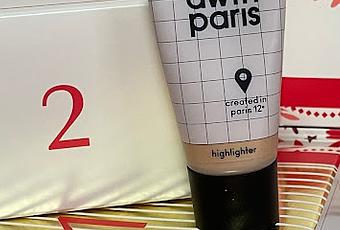 2
paris
created in
paris 12e
highlighter